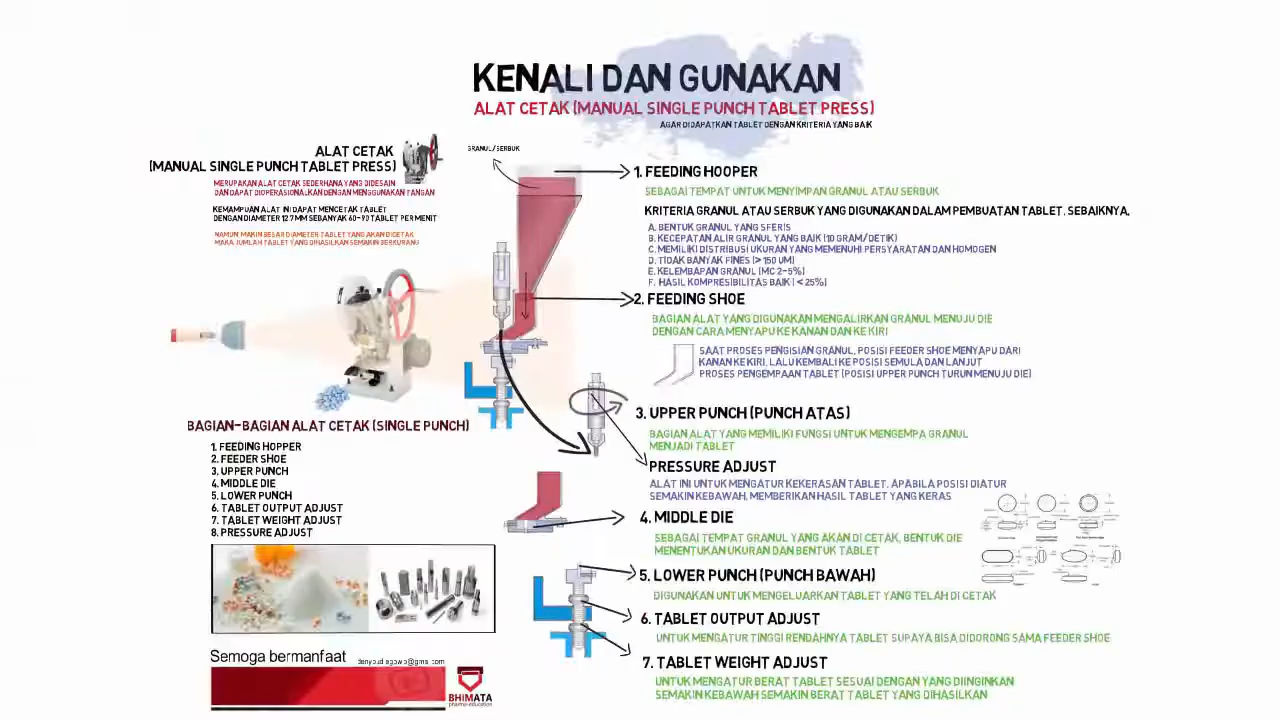 KENALI DAN GUNAKAN
ALAT CETAK (MANUAL SINGLE PUNCH TABLET PRESS)
AGAR DIDAPATKAN TABLET DENGAN KRITERIA YANG BAIK
ALAT CETAK
(MANUAL SINGLE PUNCH TABLET PRESS)
MERUPAKAN ALAT CETAK SEDERHANA YANG DIDESAIN
DAN DAPAT DIOPERASIONALKAN DENGAN MENGGUNAKAN TANGAN
KEMAMPUAN ALAT INI DAPAT MENCETAK TABLET
DENGAN DIAMETER 12.7 MM SEBANYAK 60-90 TABLET PER MENIT
NAMUN MAKIN BESAR DIAMETER TABLET YANG AKAN DICETAK
MAKA JUMLAH TABLET YANG DIHASILKAN SEMAKIN BERKURANG
BAGIAN-BAGIAN ALAT CETAK (SINGLE PUNCH)
1. FEEDING HOPPER
2. FEEDER SHOE
3. UPPER PUNCH
4. MIDDLE DIE
5. LOWER PUNCH
6. TABLET OUTPUT ADJUST
7. TABLET WEIGHT ADJUST
8. PRESSURE ADJUST
Semoga bermanfaat
BHIMATA
pharma education
GRANUL/SERBUK
1. FEEDING HOOPER
SEBAGAI TEMPAT UNTUK MENYIMPAN GRANUL ATAU SERBUK
KRITERIA GRANUL ATAU SERBUK YANG DIGUNAKAN DALAM PEMBUATAN TABLET, SEBAIKNYA,
A. BENTUK GRANUL YANG SFERIS
B. KECEPATAN ALIR GRANUL YANG BAIK (10 GRAM/DETIK)
C. MEMILIKI DISTRIBUSI UKURAN YANG MEMENUHI PERSYARATAN DAN HOMOGEN
D. TIDAK BANYAK FINES (> 150 UM)
E. KELEMBAPAN GRANUL (MC 2-5%)
F. HASIL KOMPRESIBILITAS BAIK ( < 25%)
2. FEEDING SHOE
BAGIAN ALAT YANG DIGUNAKAN MENGALIRKAN GRANUL MENUJU DIE
DENGAN CARA MENYAPU KE KANAN DAN KE KIRI
SAAT PROSES PENGISIAN GRANUL, POSISI FEEDER SHOE MENYAPU DARI
KANAN KE KIRI, LALU KEMBALI KE POSISI SEMULA DAN LANJUT
PROSES PENGEMPAAN TABLET (POSISI UPPER PUNCH TURUN MENUJU DIE)
3. UPPER PUNCH (PUNCH ATAS)
BAGIAN ALAT YANG MEMILIKI FUNGSI UNTUK MENGEMPA GRANUL
MENJADI TABLET
PRESSURE ADJUST
ALAT INI UNTUK MENGATUR KEKERASAN TABLET, APABILA POSISI DIATUR
SEMAKIN KEBAWAH, MEMBERIKAN HASIL TABLET YANG KERAS
4. MIDDLE DIE
SEBAGAI TEMPAT GRANUL YANG AKAN DI CETAK, BENTUK DIE
MENENTUKAN UKURAN DAN BENTUK TABLET
5. LOWER PUNCH (PUNCH BAWAH)
DIGUNAKAN UNTUK MENGELUARKAN TABLET YANG TELAH DI CETAK
6. TABLET OUTPUT ADJUST
UNTUK MENGATUR TINGGI RENDAHNYA TABLET SUPAYA BISA DIDORONG SAMA FEEDER SHOE
7. TABLET WEIGHT ADJUST
UNTUK MENGATUR BERAT TABLET SESUAI DENGAN YANG DIINGINKAN
SEMAKIN KEBAWAH SEMAKIN BERAT TABLET YANG DIHASILKAN